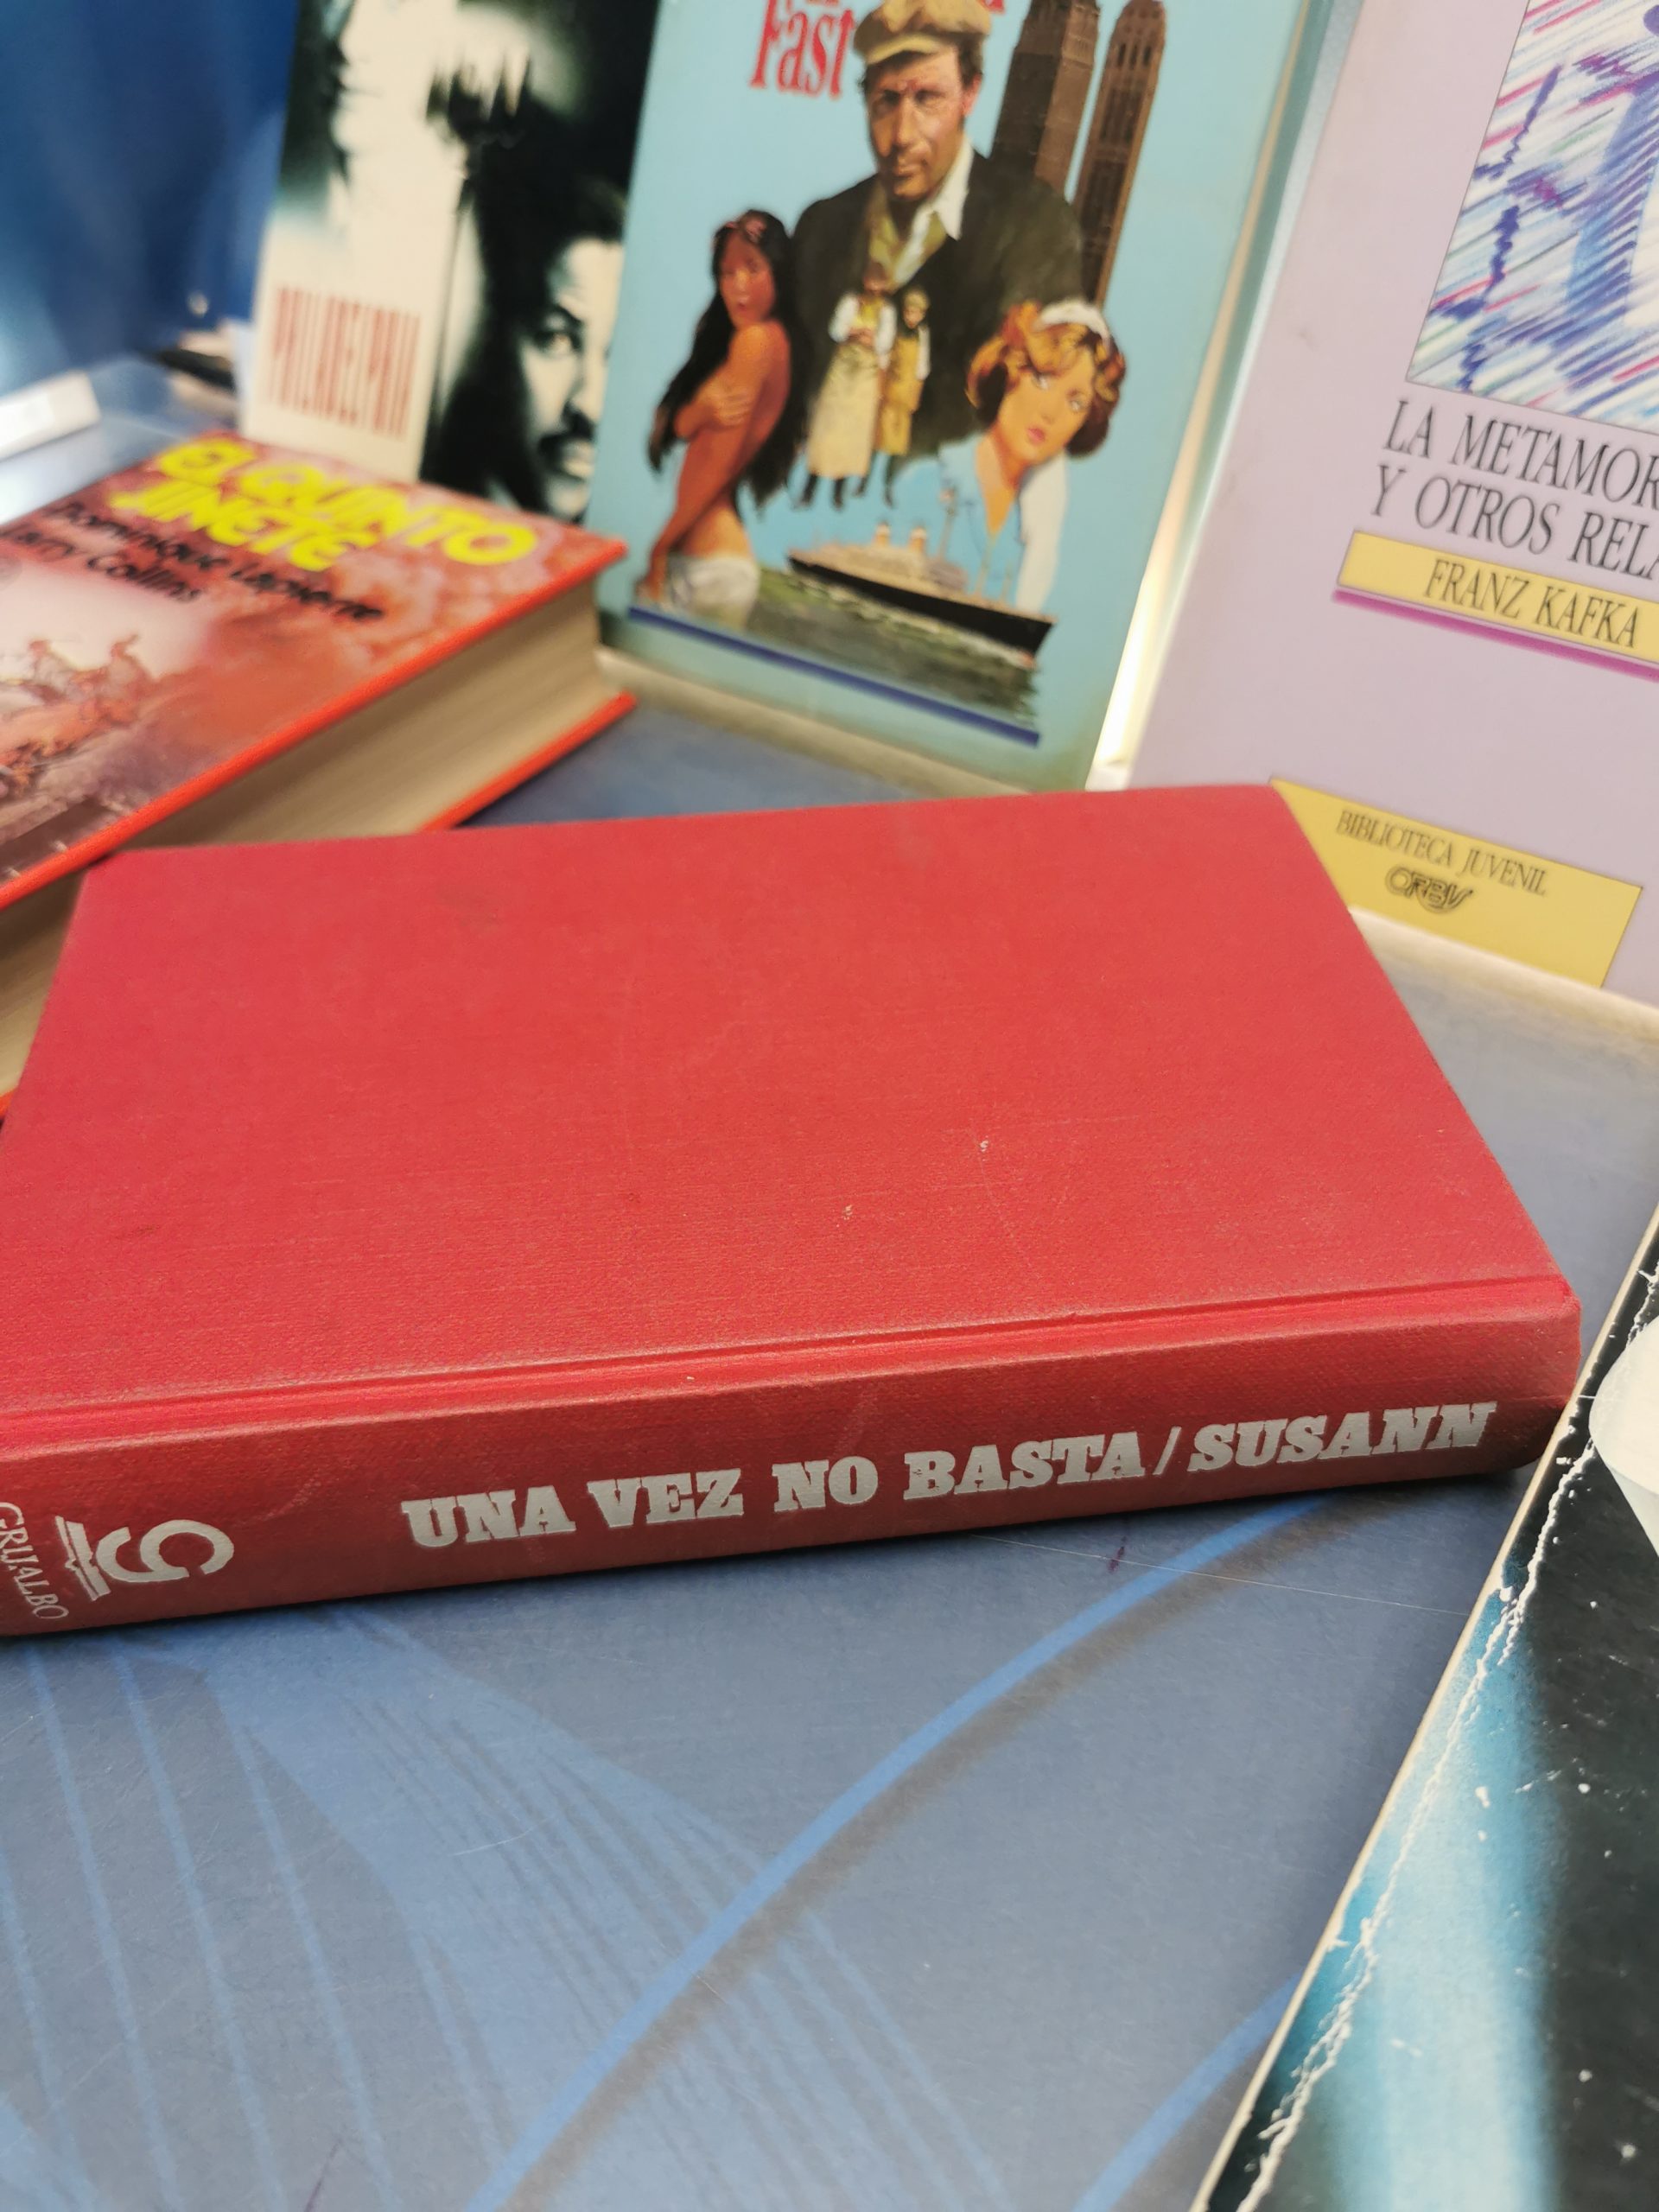 Fast
PHILADELPHIA
EL QUINTO
JINETE
Dominique Lapierre
Larry Collins
LA METAMOR
Y OTROS RELA
FRANZ KAFKA
BIBLIOTECA JUVENIL
ORBIS
UNA VEZ NO BASTA/SUSANN
g
GRIJALBO